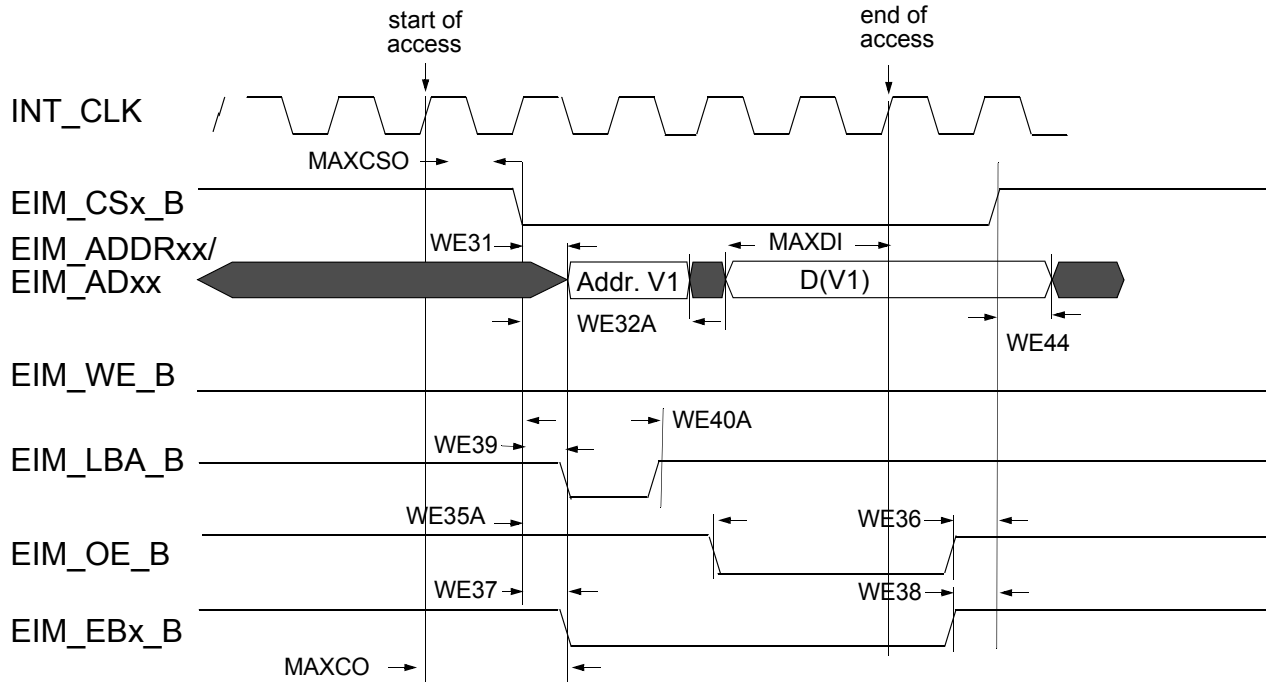 start of
access
end of
access
INT_CLK
MAXCSO
EIM_CSx_B
EIM_ADDRxx/
EIM_ADxx
WE31
MAXDI
Addr. V1
D(V1)
WE32A
WE44
EIM_WE_B
WE40A
WE39
EIM_LBA_B
WE35A
WE36
EIM_OE_B
WE37
WE38
EIM_EBx_B
MAXCO